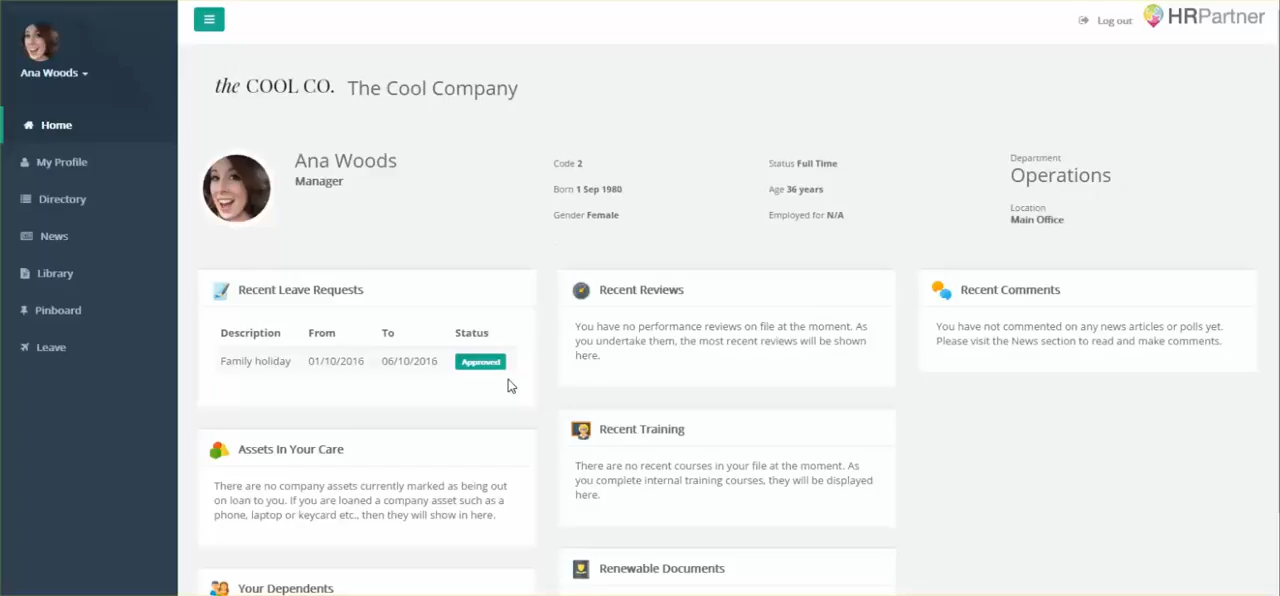 Log out
HRPartner
Ana Woods
Home
My Profile
Directory
News
Library
Pinboard
Leave
the COOL CO. The Cool Company
Ana Woods
Manager
Code 2
Born 1 Sep 1980
Gender Female
Status Full Time
Age 36 years
Employed for N/A
Department
Operations
Location
Main Office
Recent Leave Requests
Description From To Status
Family holiday 01/10/2016 06/10/2016 Approved
Assets In Your Care
There are no company assets currently marked as being out
on loan to you. If you are loaned a company asset such as a
phone, laptop or keycard etc., then they will show in here.
Your Dependents
Recent Reviews
You have no performance reviews on file at the moment. As
you undertake them, the most recent reviews will be shown
here.
Recent Training
There are no recent courses in your file at the moment. As
you complete internal training courses, they will be displayed
here.
Renewable Documents
Recent Comments
You have not commented on any news articles or polls yet.
Please visit the News section to read and make comments.